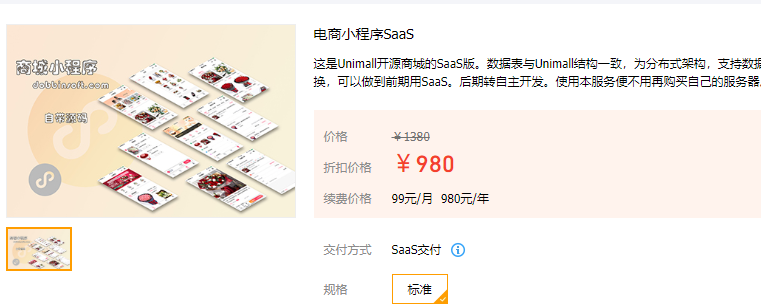 商城小程序
dobbinsoft.com
自带源码
电商小程序SaaS
这是Unimall开源商城的SaaS版。数据表与Unimall结构一致，为分布式架构，支持数据
换，可以做到前期用SaaS。后期转自主开发。使用本服务便不用再购买自己的服务器
价格 ￥1380
折扣价格 ￥980
续费价格 99元/月 980元/年
交付方式 SaaS交付
规格 标准